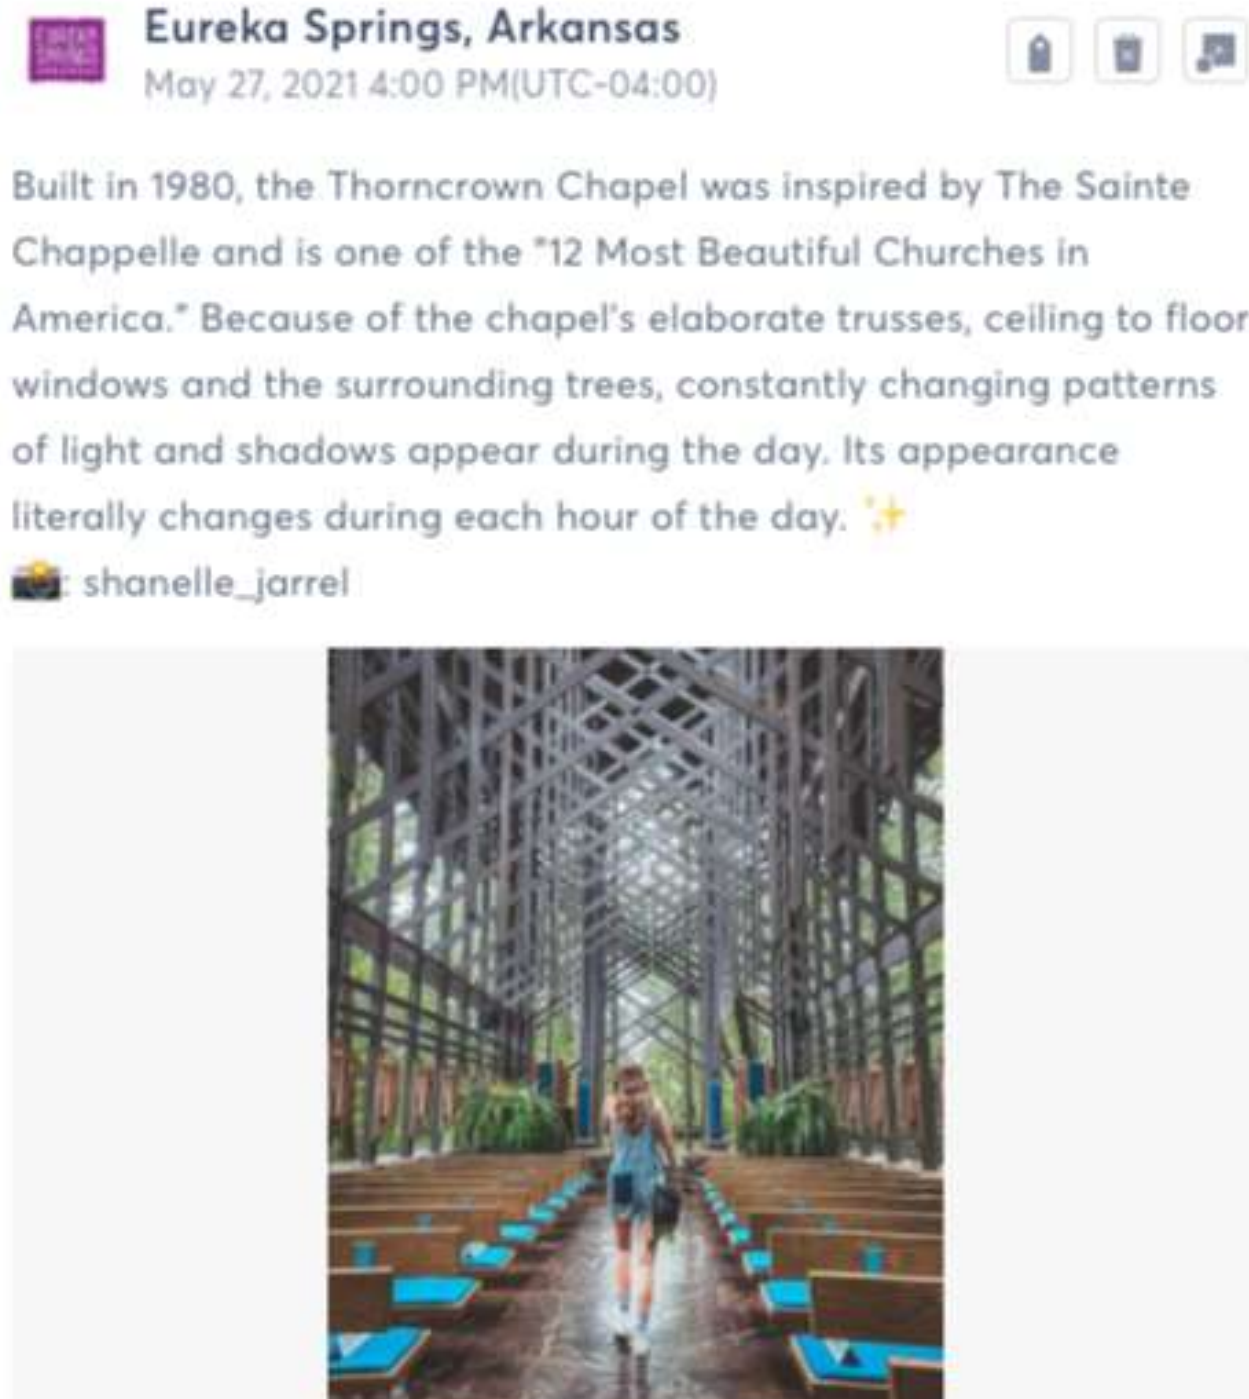 EUREKA
SPRINGS
Eureka Springs, Arkansas
May 27, 2021 4:00 PM(UTC-04:00)
Built in 1980, the Thorncrown Chapel was inspired by The Sainte
Chappelle and is one of the "12 Most Beautiful Churches in
America." Because of the chapel's elaborate trusses, ceiling to floor
windows and the surrounding trees, constantly changing patterns
of light and shadows appear during the day. Its appearance
literally changes during each hour of the day. ✨
📸: shanelle_jarrel